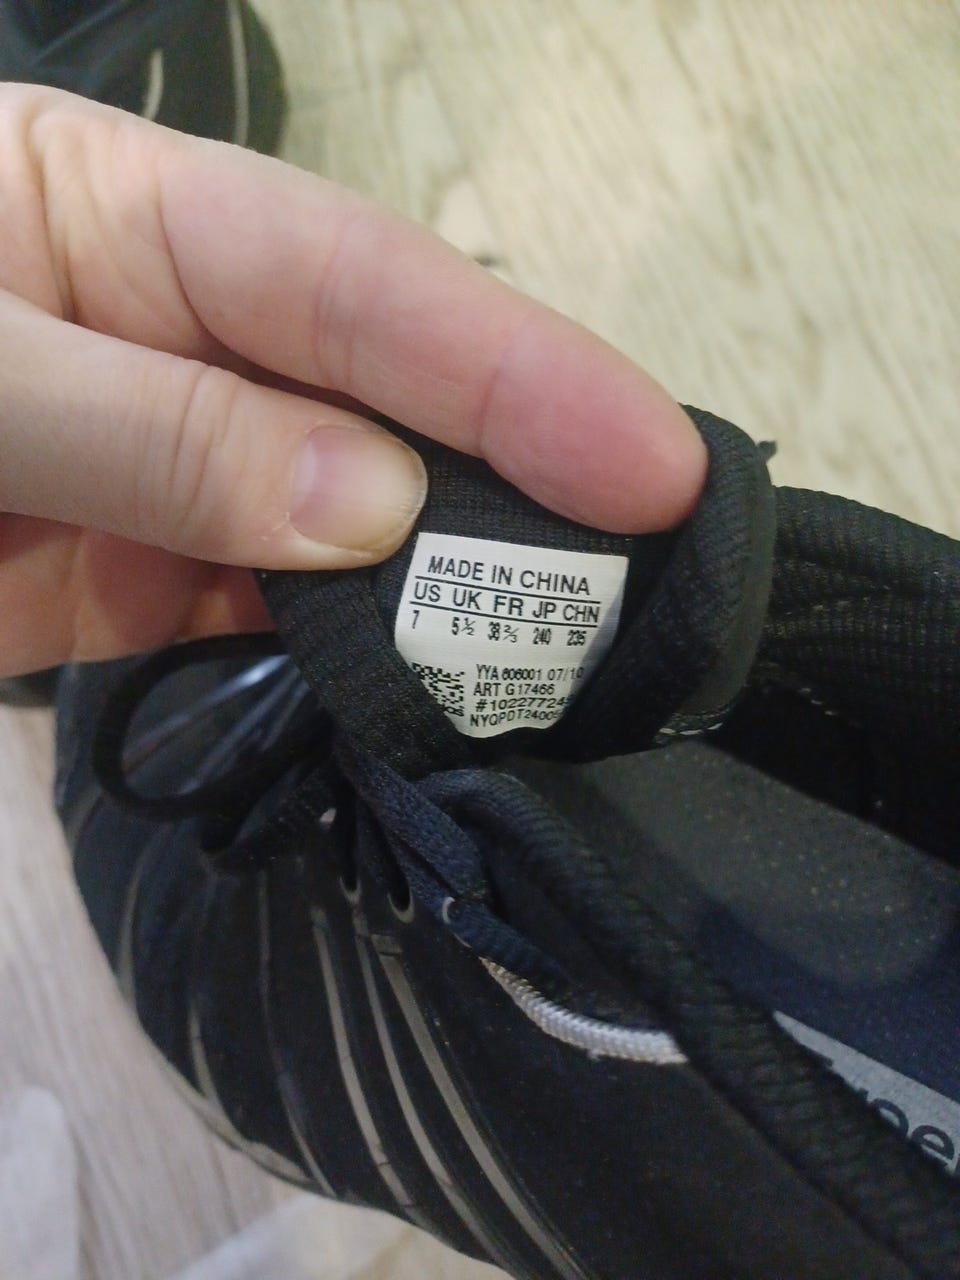 MADE IN CHINA
US UK FR JP CHN
7 5½ 38⅔ 240 235
YYA 606001 07/10
ART G17466